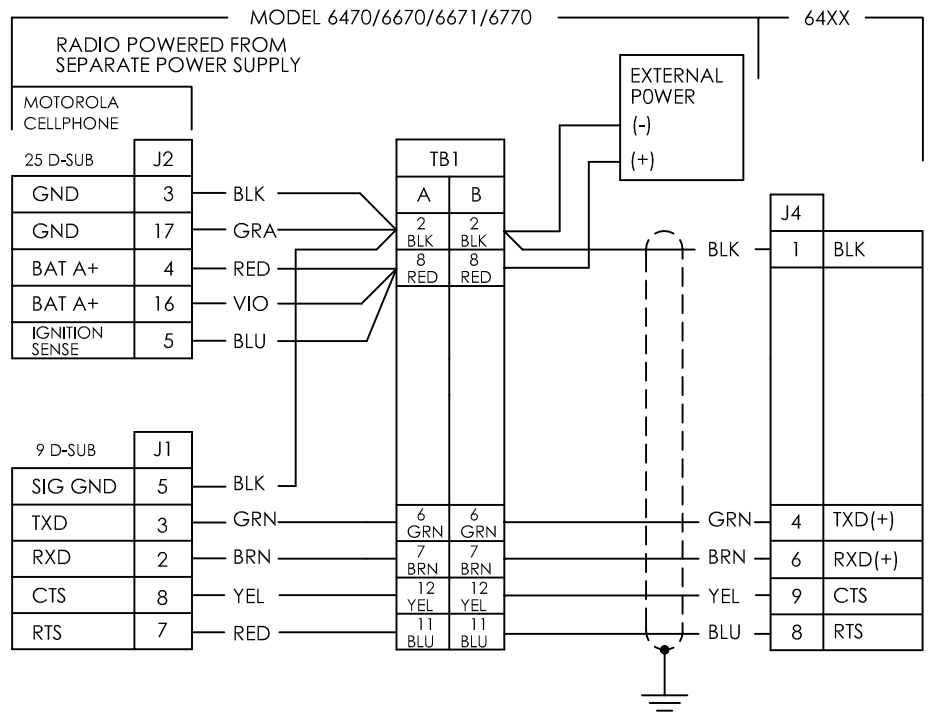 MODEL 6470/6670/6671/6770
64XX
RADIO POWERED FROM
SEPARATE POWER SUPPLY
EXTERNAL
POWER
(-)
(+)
MOTOROLA
CELLPHONE
25 D-SUB J2
GND 3 BLK
GND 17 GRA
BAT A+ 4 RED
BAT A+ 16 VIO
IGNITION
SENSE
5 BLU
TB1
A B
2 2
BLK BLK
8 8
RED RED
J4
BLK 1 BLK
9 D-SUB J1
SIG GND 5 BLK
TXD 3 GRN
RXD 2 BRN
CTS 8 YEL
RTS 7 RED
6 6
GRN GRN
7 7
BRN BRN
12 12
YEL YEL
11 11
BLU BLU
GRN 4 TXD(+)
BRN 6 RXD(+)
YEL 9 CTS
BLU 8 RTS